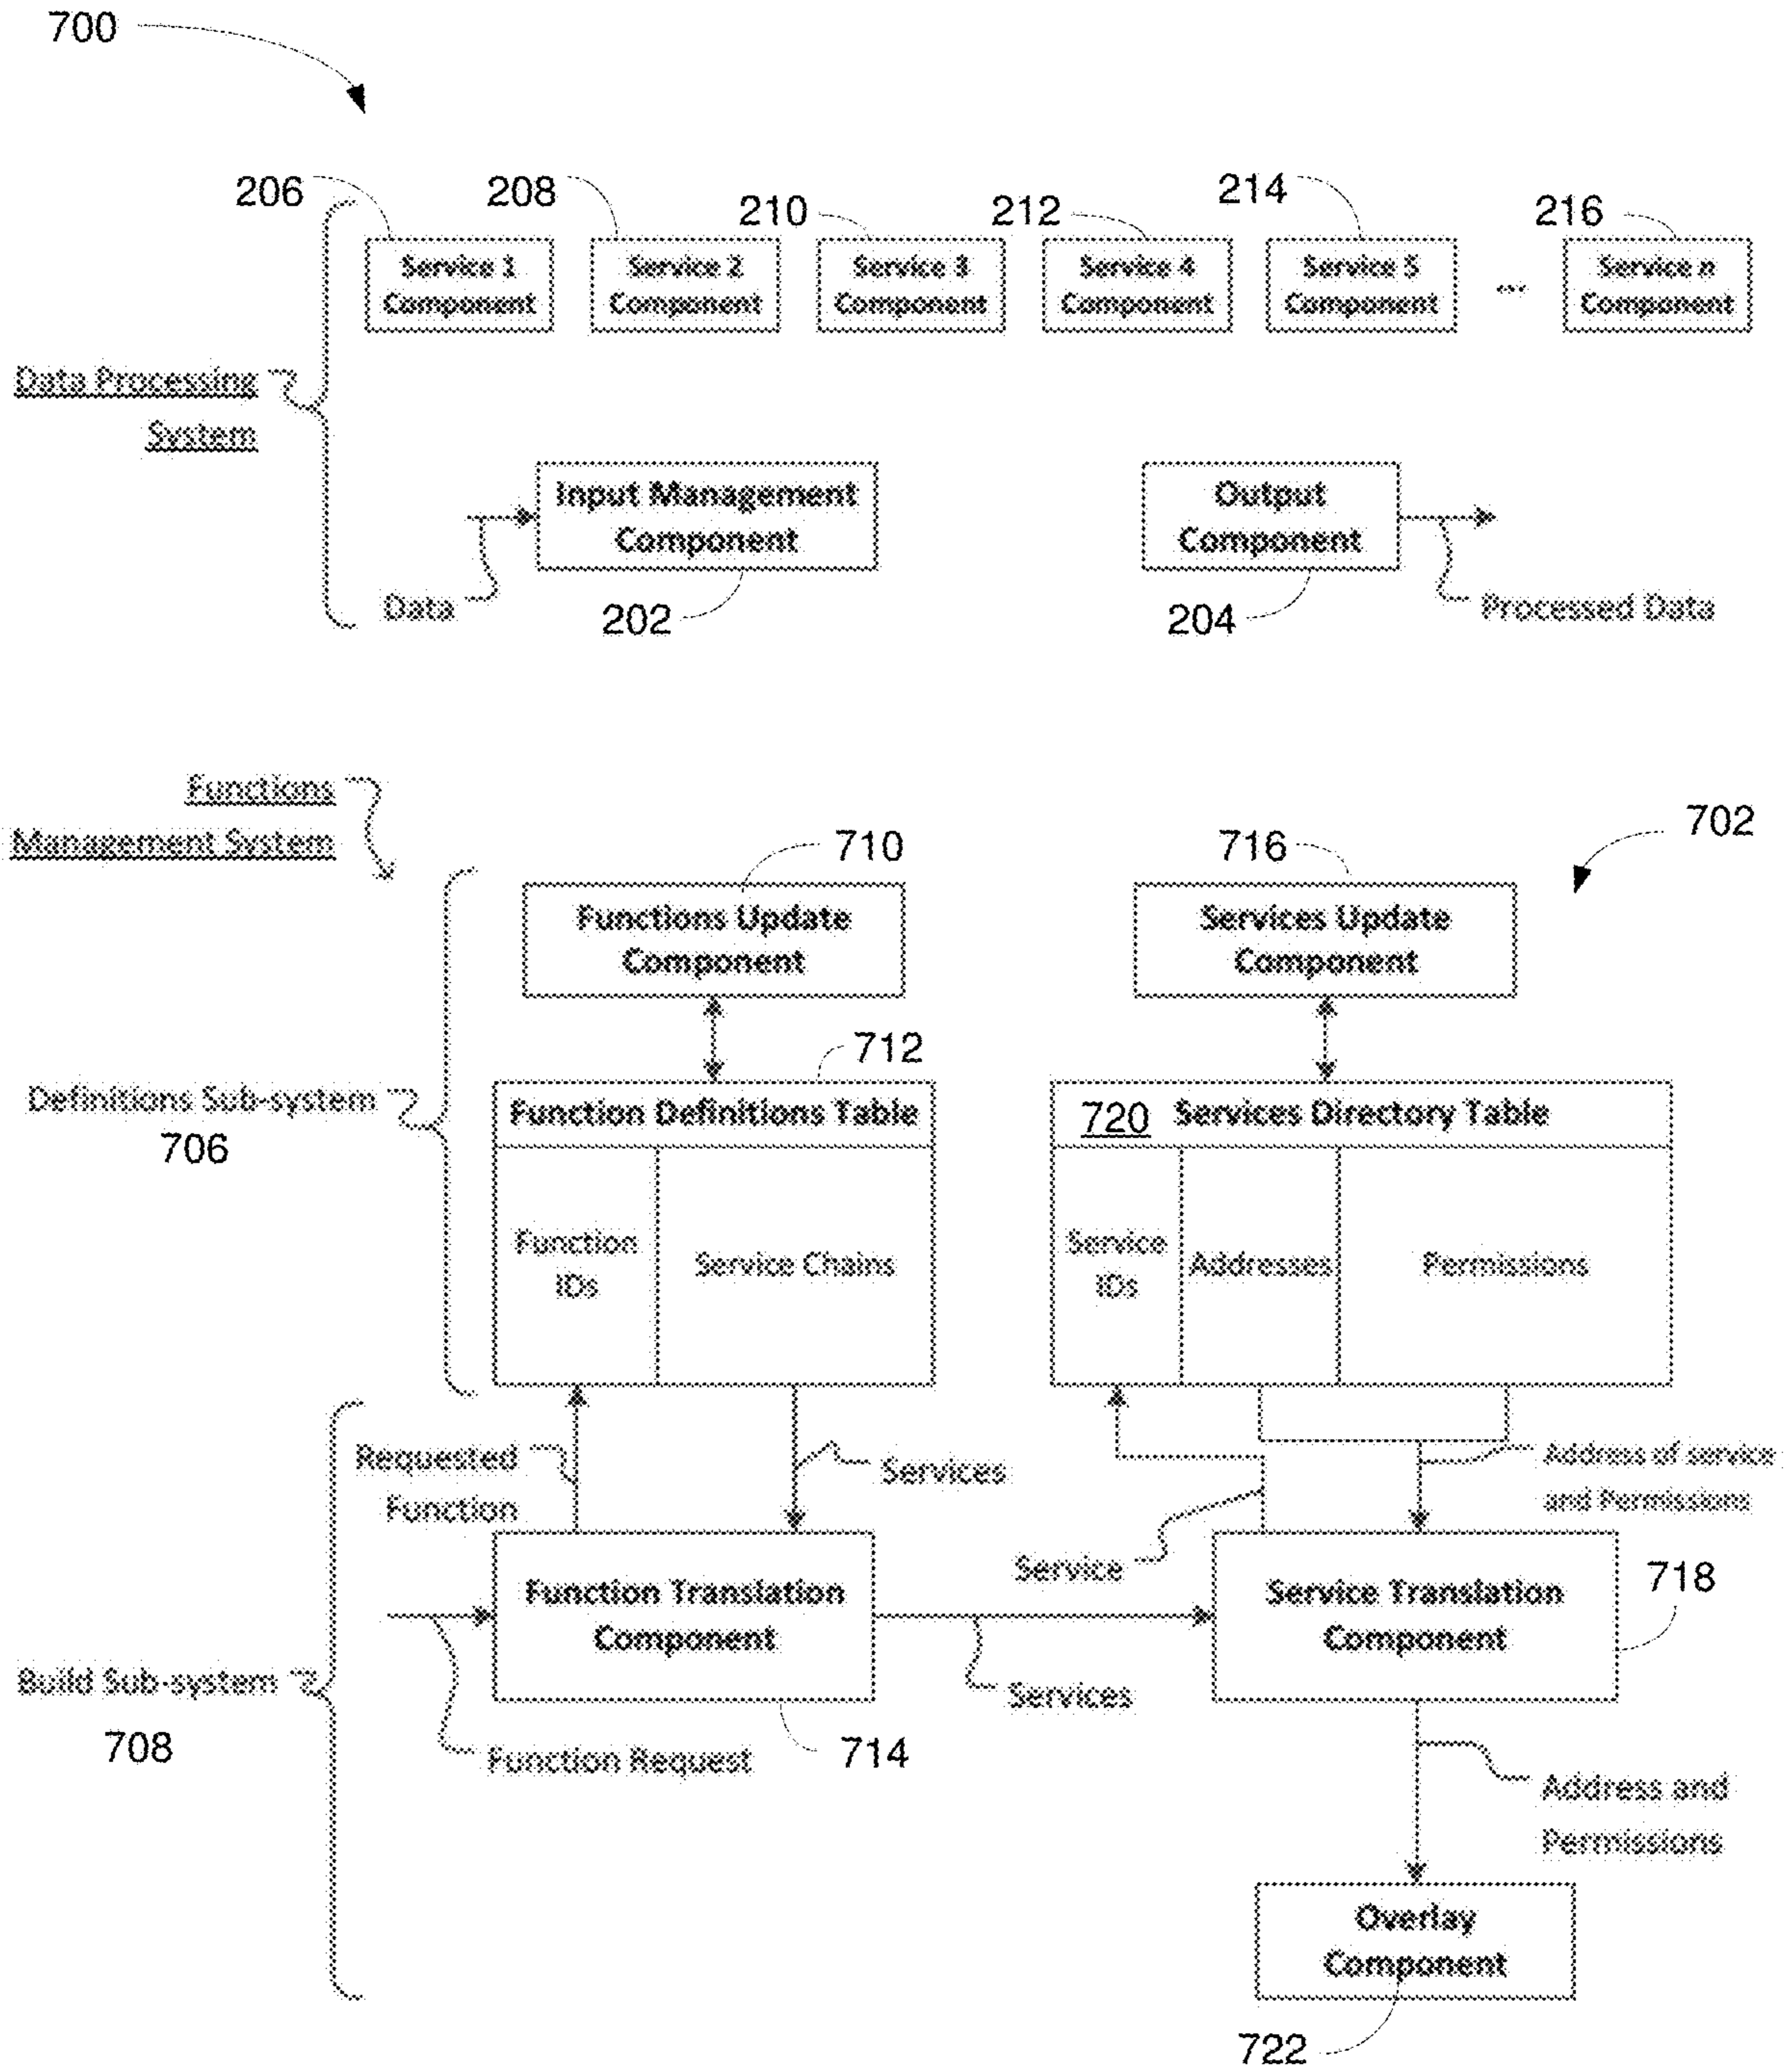 700
206
208
210
212
214
216
Service 1
Component
Service 2
Component
Service 3
Component
Service 4
Component
Service 5
Component
...
Service n
Component
Data Processing
System
Input Management
Component
Output
Component
Data
202
204
Processed Data
Functions
Management System
702
710
716
Functions Update
Component
Services Update
Component
712
Definitions Sub-system
706
Function Definitions Table
Function
IDs
Service Chains
720 Services Directory Table
Service
IDs
Addresses
Permissions
Requested
Function
Services
Address of service
and Permissions
Service
Function Translation
Component
Service Translation
Component
718
Build Sub-system
708
Function Request
714
Services
Address and
Permissions
Overlay
Component
722